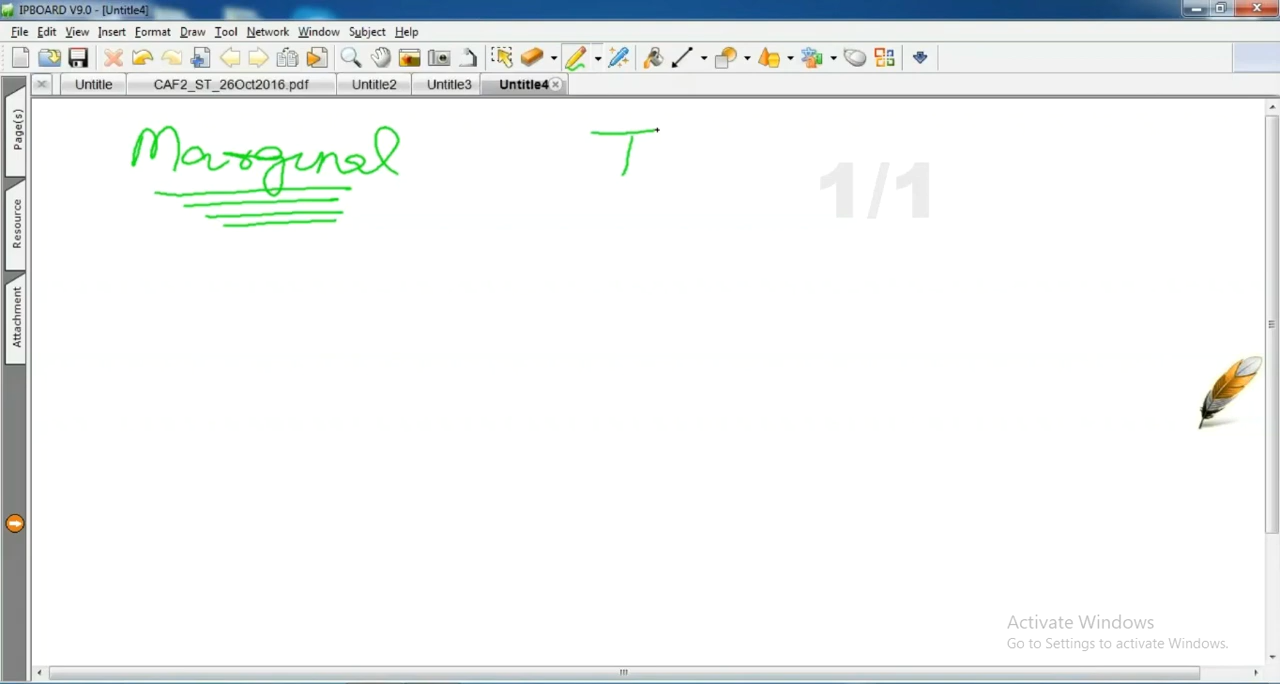 IPBOARD V9.0 - [Untitle4]
File Edit View Insert Format Draw Tool Network Window Subject Help
Untitle CAF2_ST_26Oct2016.pdf Untitle2 Untitle3 Untitle4
Page(s)
Resource
Attachment
Marginal T
1/1
Activate Windows
Go to Settings to activate Windows.